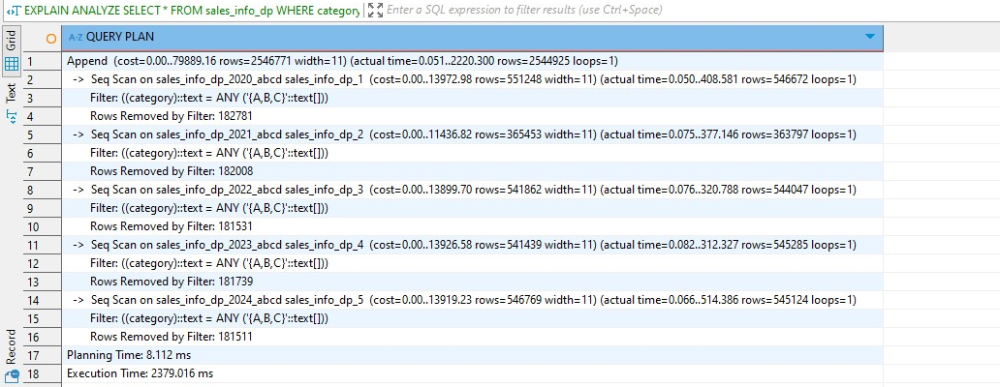 EXPLAIN ANALYZE SELECT * FROM sales_info_dp WHERE category Enter a SQL expression to filter results (use Ctrl+Space)
Grid
Text
Record
A-Z QUERY PLAN
1 Append (cost=0.00..79889.16 rows=2546771 width=11) (actual time=0.051..2220.300 rows=2544925 loops=1)
2 -> Seq Scan on sales_info_dp_2020_abcd sales_info_dp_1 (cost=0.00..13972.98 rows=551248 width=11) (actual time=0.050..408.581 rows=546672 loops=1)
3 Filter: ((category)::text = ANY ('{A,B,C}'::text[]))
4 Rows Removed by Filter: 182781
5 -> Seq Scan on sales_info_dp_2021_abcd sales_info_dp_2 (cost=0.00..11436.82 rows=365453 width=11) (actual time=0.075..377.146 rows=363797 loops=1)
6 Filter: ((category)::text = ANY ('{A,B,C}'::text[]))
7 Rows Removed by Filter: 182008
8 -> Seq Scan on sales_info_dp_2022_abcd sales_info_dp_3 (cost=0.00..13899.70 rows=541862 width=11) (actual time=0.076..320.788 rows=544047 loops=1)
9 Filter: ((category)::text = ANY ('{A,B,C}'::text[]))
10 Rows Removed by Filter: 181531
11 -> Seq Scan on sales_info_dp_2023_abcd sales_info_dp_4 (cost=0.00..13926.58 rows=541439 width=11) (actual time=0.082..312.327 rows=545285 loops=1)
12 Filter: ((category)::text = ANY ('{A,B,C}'::text[]))
13 Rows Removed by Filter: 181739
14 -> Seq Scan on sales_info_dp_2024_abcd sales_info_dp_5 (cost=0.00..13919.23 rows=546769 width=11) (actual time=0.066..514.386 rows=545124 loops=1)
15 Filter: ((category)::text = ANY ('{A,B,C}'::text[]))
16 Rows Removed by Filter: 181511
17 Planning Time: 8.112 ms
18 Execution Time: 2379.016 ms